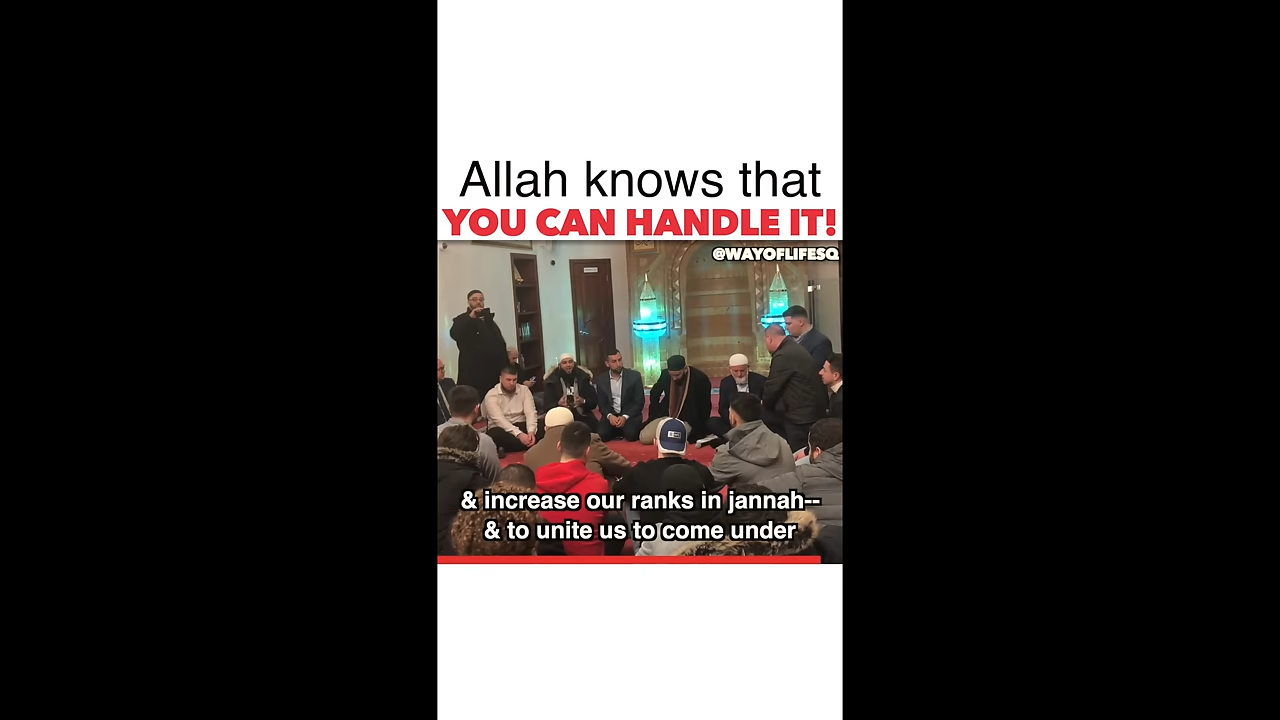 Allah knows that
YOU CAN HANDLE IT!
@WAYOFLIFESQ
& increase our ranks in jannah--
& to unite us to come under